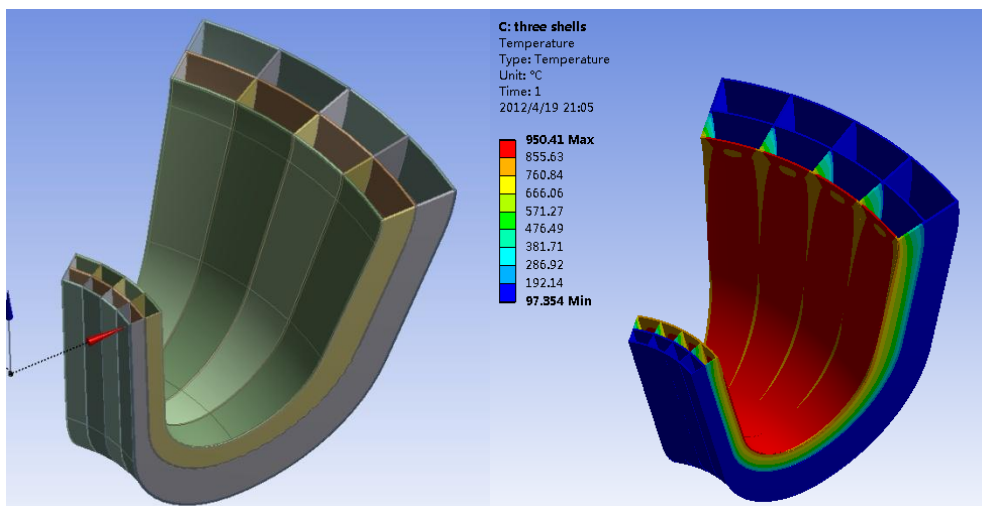 C: three shells
Temperature
Type: Temperature
Unit: °C
Time: 1
2012/4/19 21:05
950.41 Max
855.63
760.84
666.06
571.27
476.49
381.71
286.92
192.14
97.354 Min